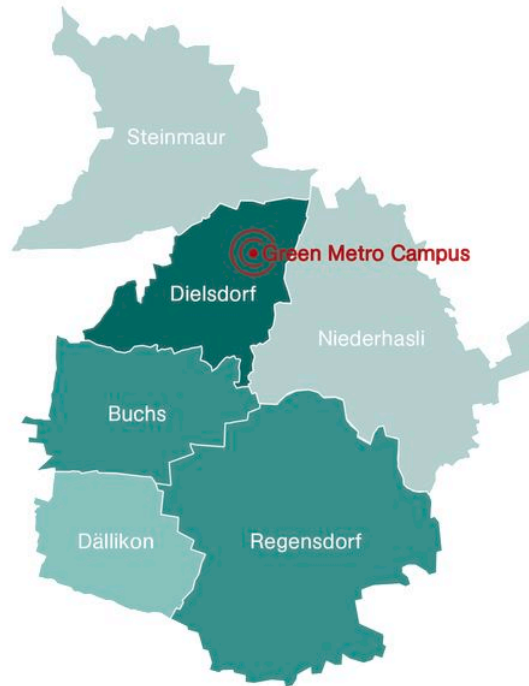 Steinmaur
Green Metro Campus
Dielsdorf
Niederhasli
Buchs
Dällikon
Regensdorf